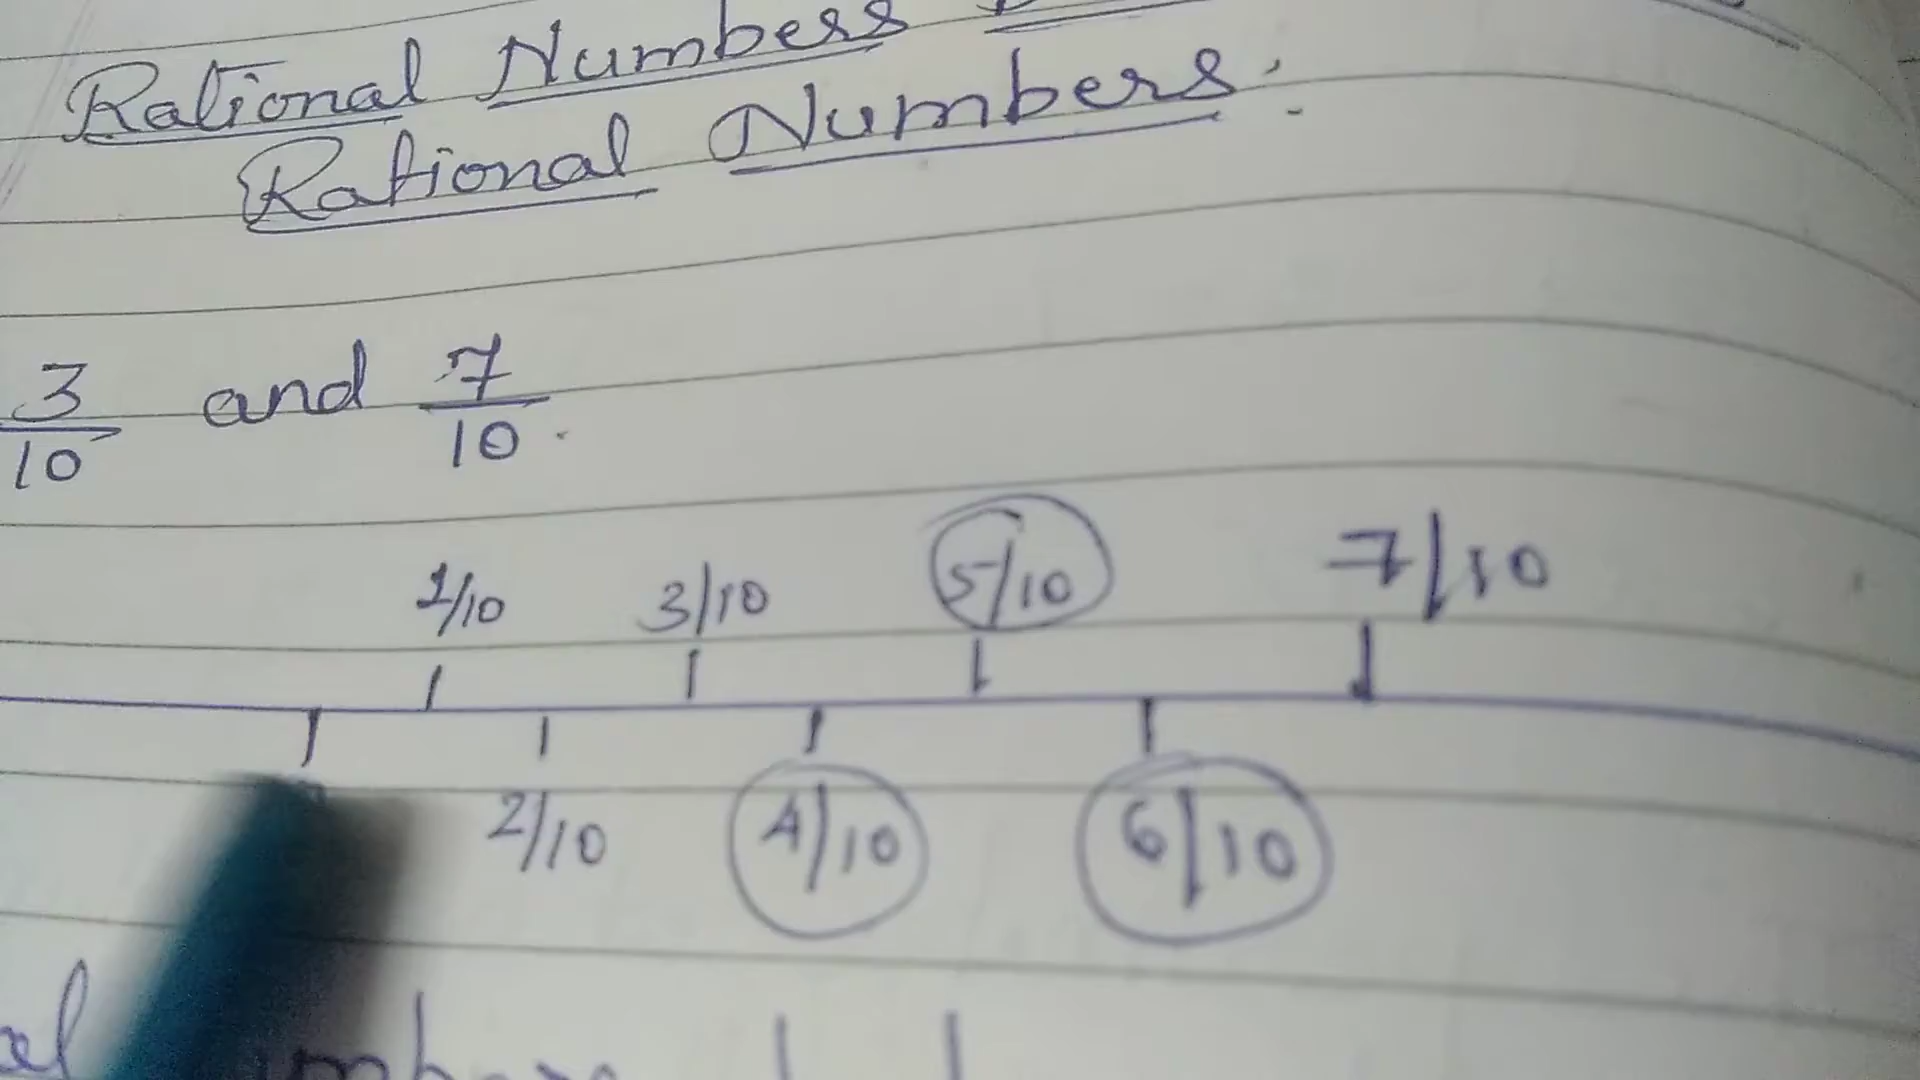 Rational Numbers
Rational Numbers:
3/10 and 7/10.
1/10 3/10 5/10 7/10
2/10 4/10 6/10